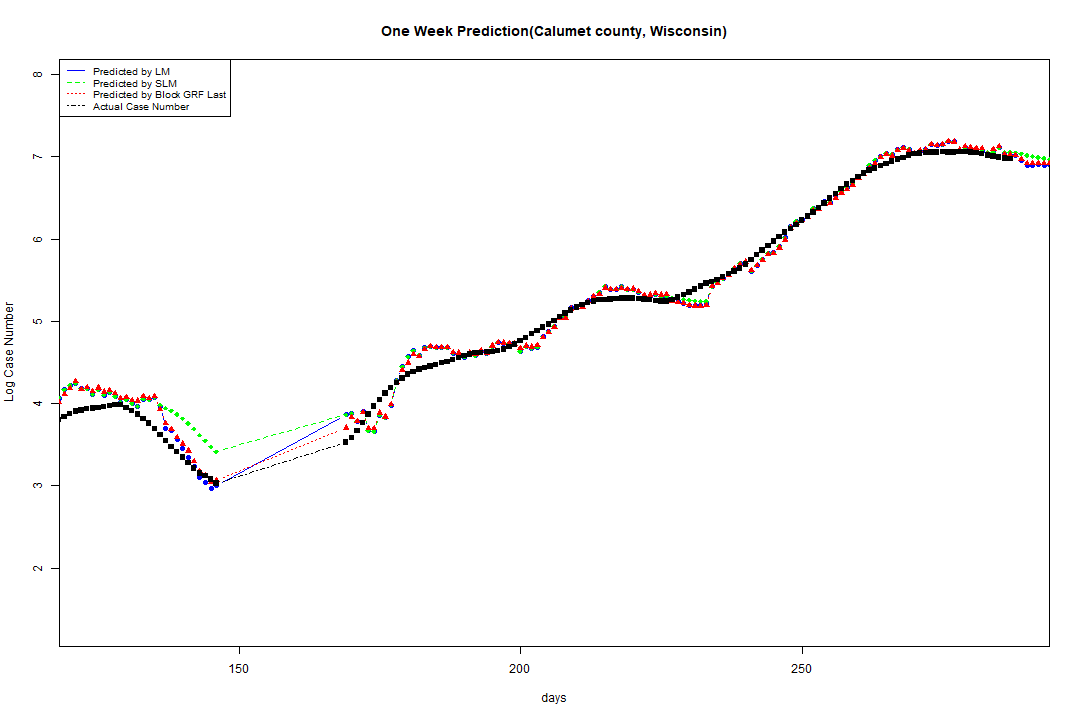 One Week Prediction(Calumet county, Wisconsin)
Predicted by LM
Predicted by SLM
Predicted by Block GRF Last
Actual Case Number
8
7
6
5
4
3
2
Log Case Number
150
200
250
days